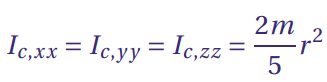 I_{c,xx} = I_{c,yy} = I_{c,zz} = \frac{2m}{5}r^2